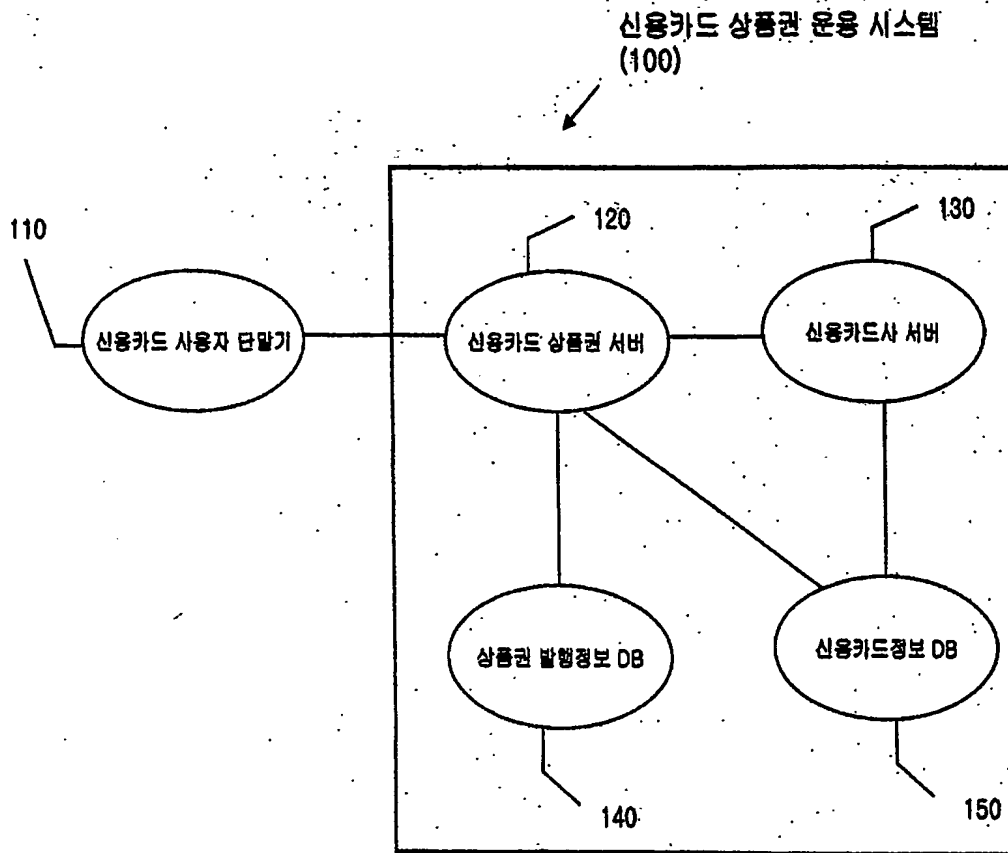 신용카드 상품권 운용 시스템
(100)
110
120
130
신용카드 사용자 단말기
신용카드 상품권 서버
신용카드사 서버
상품권 발행정보 DB
신용카드정보 DB
140
150